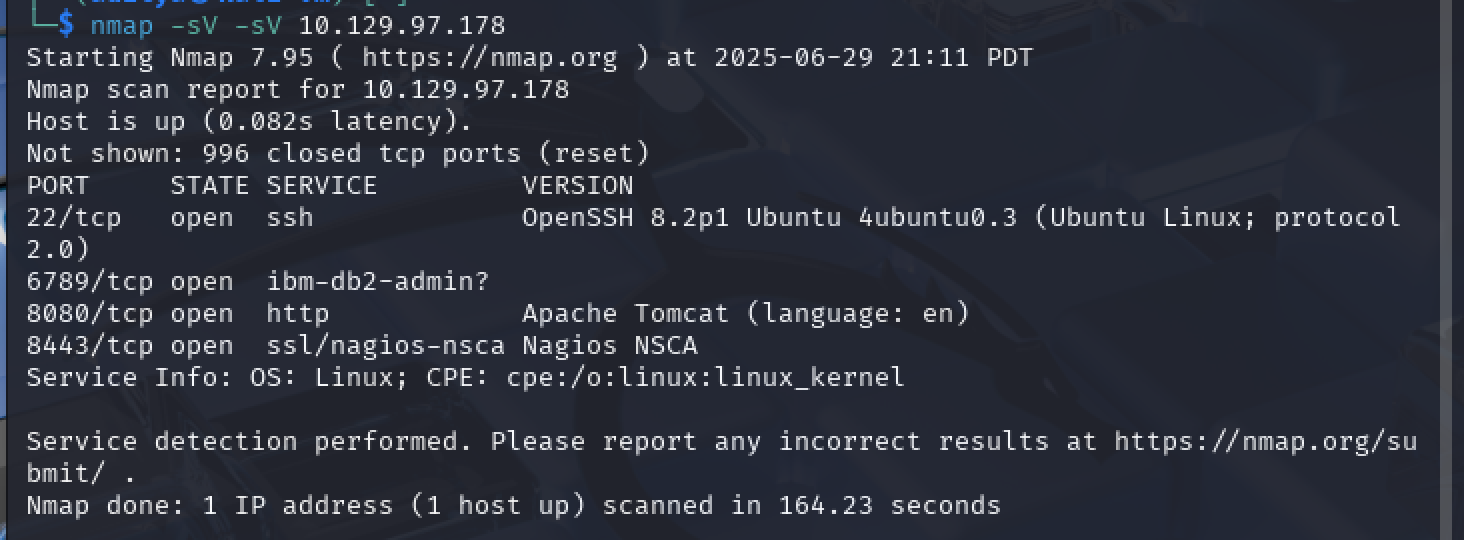 $ nmap -sV -sV 10.129.97.178
Starting Nmap 7.95 ( https://nmap.org ) at 2025-06-29 21:11 PDT
Nmap scan report for 10.129.97.178
Host is up (0.082s latency).
Not shown: 996 closed tcp ports (reset)
PORT     STATE SERVICE         VERSION
22/tcp   open  ssh             OpenSSH 8.2p1 Ubuntu 4ubuntu0.3 (Ubuntu Linux; protocol
2.0)
6789/tcp open  ibm-db2-admin?
8080/tcp open  http            Apache Tomcat (language: en)
8443/tcp open  ssl/nagios-nsca Nagios NSCA
Service Info: OS: Linux; CPE: cpe:/o:linux:linux_kernel
Service detection performed. Please report any incorrect results at https://nmap.org/su
bmit/ .
Nmap done: 1 IP address (1 host up) scanned in 164.23 seconds